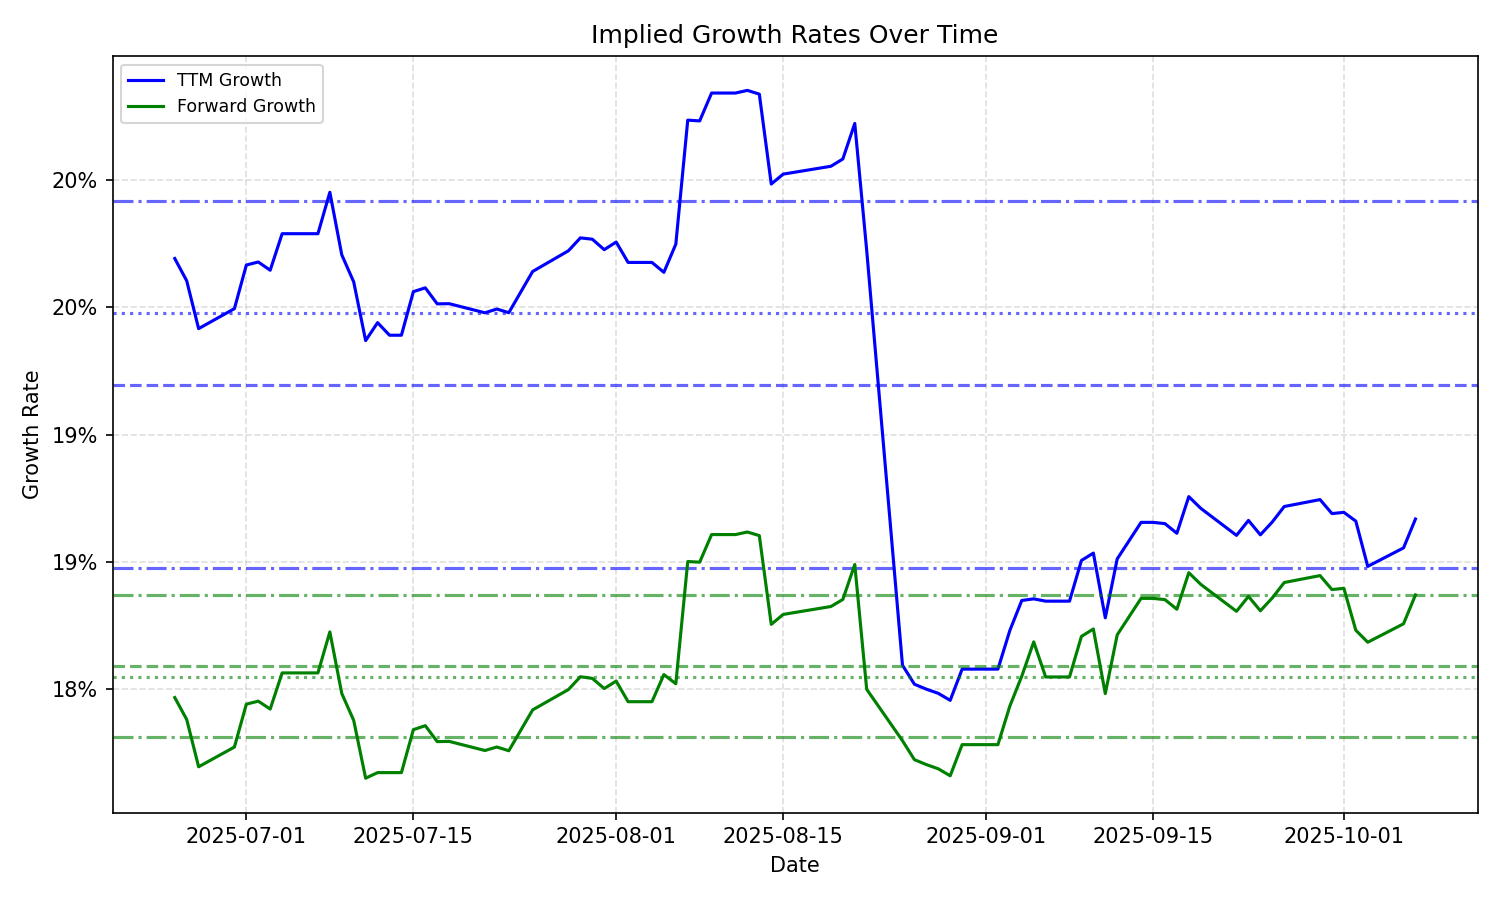 Implied Growth Rates Over Time
TTM Growth
Forward Growth
20%
20%
19%
19%
18%
Growth Rate
2025-07-01
2025-07-15
2025-08-01
2025-08-15
2025-09-01
2025-09-15
2025-10-01
Date